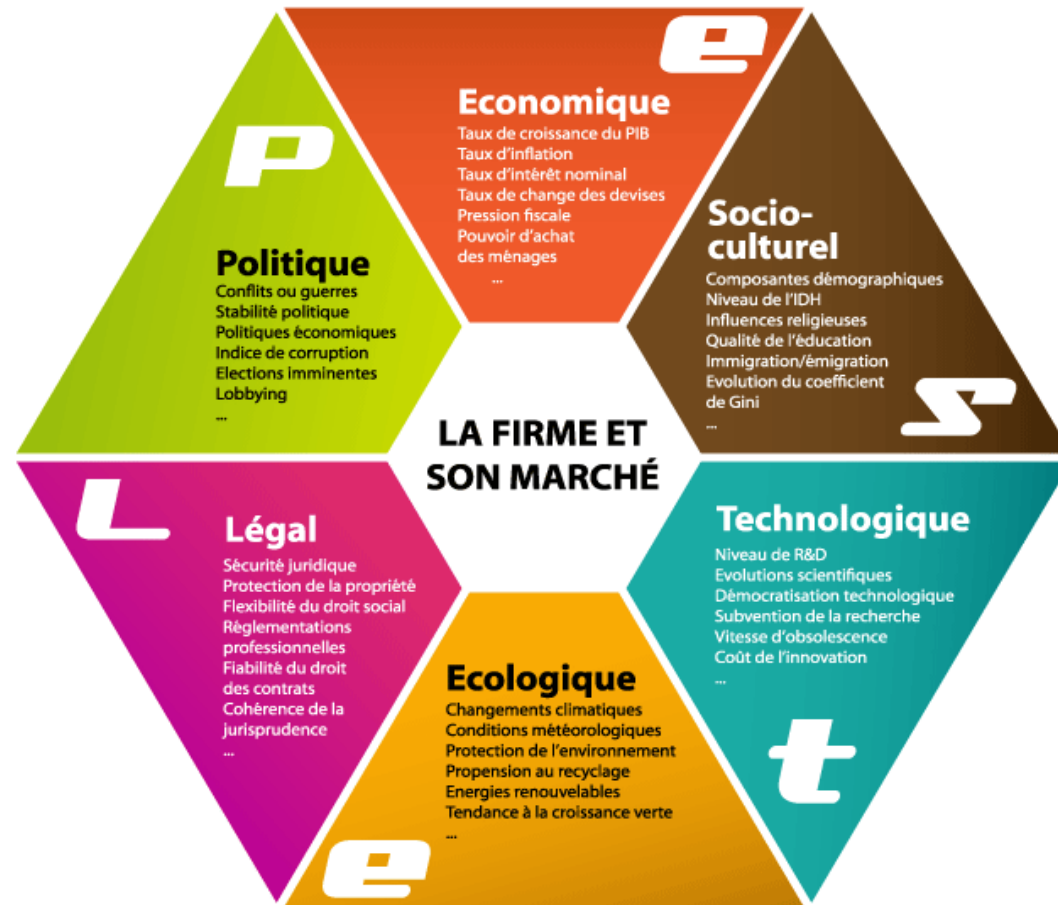 P
Politique
Conflits ou guerres
Stabilité politique
Politiques économiques
Indice de corruption
Elections imminentes
Lobbying
...
e
Economique
Taux de croissance du PIB
Taux d'inflation
Taux d'intérêt nominal
Taux de change des devises
Pression fiscale
Pouvoir d'achat
des ménages
...
Socio-
culturel
Composantes démographiques
Niveau de l'IDH
Influences religieuses
Qualité de l'éducation
Immigration/émigration
Evolution du coefficient
de Gini
...
s
LA FIRME ET
SON MARCHÉ
Technologique
Niveau de R&D
Evolutions scientifiques
Démocratisation technologique
Subvention de la recherche
Vitesse d'obsolescence
Coût de l'innovation
...
t
Ecologique
Changements climatiques
Conditions météorologiques
Protection de l'environnement
Propension au recyclage
Energies renouvelables
Tendance à la croissance verte
...
e
L
Légal
Sécurité juridique
Protection de la propriété
Flexibilité du droit social
Règlementations
professionnelles
Fiabilité du droit
des contrats
Cohérence de la
jurisprudence
...